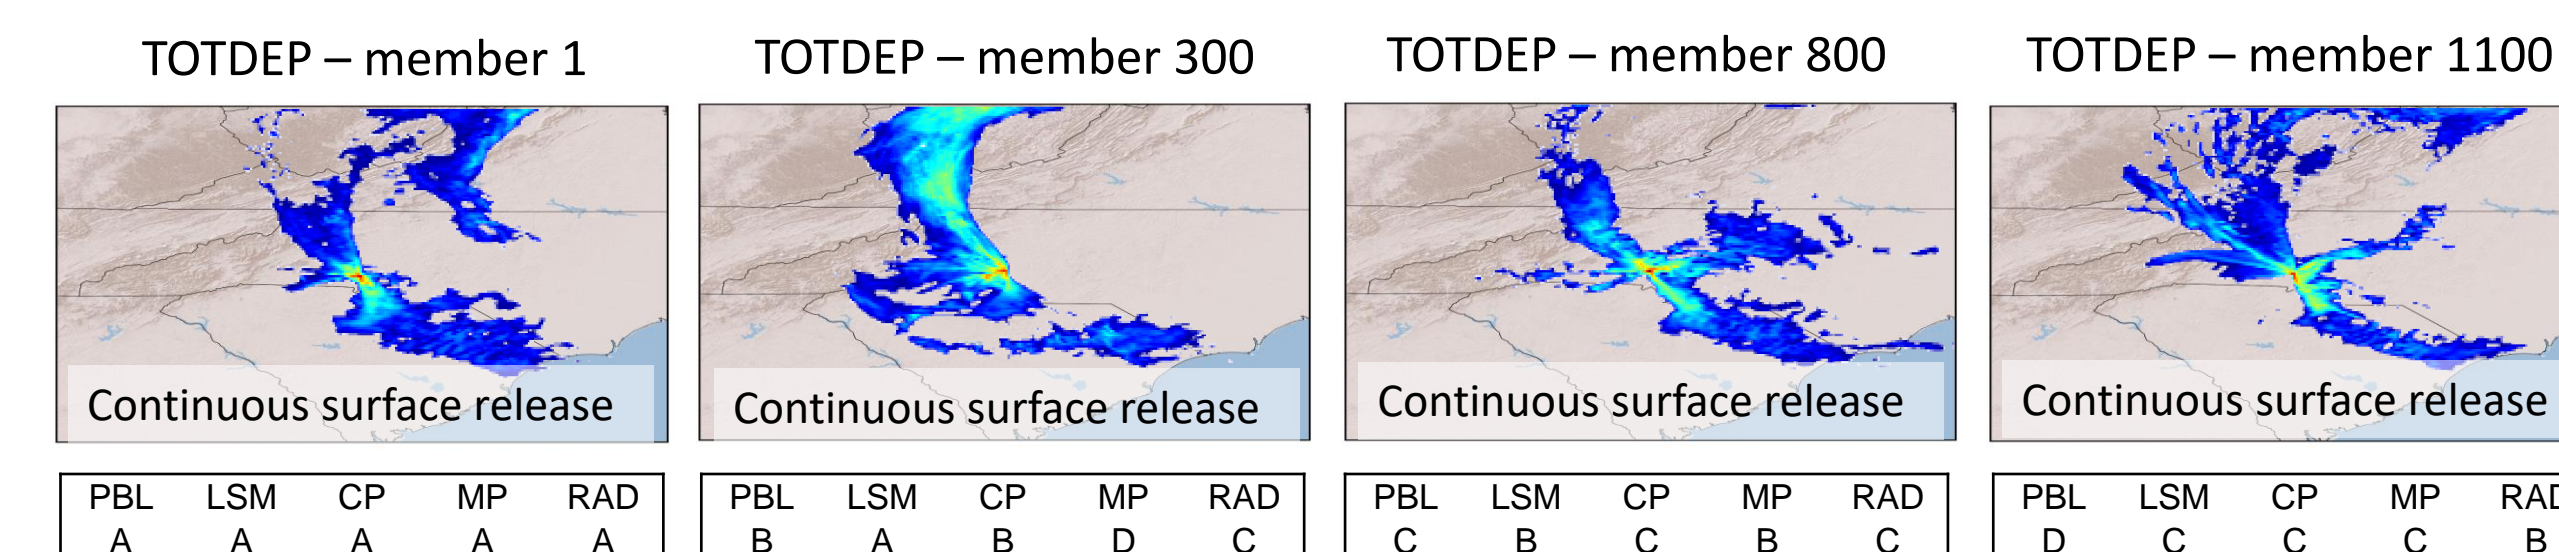 TOTDEP – member 1
TOTDEP – member 300
TOTDEP – member 800
TOTDEP – member 1100
Continuous surface release
Continuous surface release
Continuous surface release
Continuous surface release
PBL LSM CP MP RAD
A A A A A
PBL LSM CP MP RAD
B A B D C
PBL LSM CP MP RAD
C B C B C
PBL LSM CP MP RAD
D C C C B